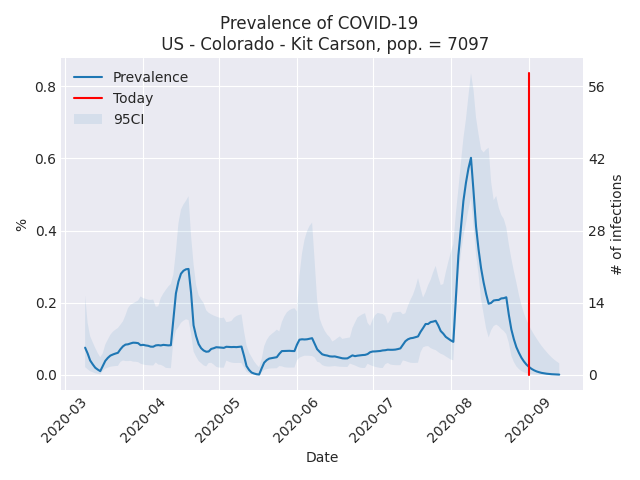 Prevalence of COVID-19
US - Colorado - Kit Carson, pop. = 7097
Prevalence
Today
95CI
%
0.8
0.6
0.4
0.2
0.0
56
42
28
14
0
# of infections
2020-03
2020-04
2020-05
2020-06
2020-07
2020-08
2020-09
Date